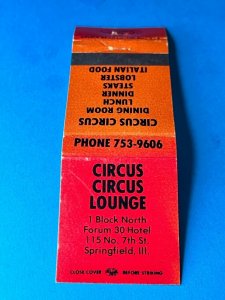 CIRCUS CIRCUS
DINING ROOM
LUNCH
DINNER
STEAKS
LOBSTER
ITALIAN FOOD
PHONE 753-9606
CIRCUS
CIRCUS
LOUNGE
1 Block North
Forum 30 Hotel
115 No. 7th St.
Springfield, Ill.
CLOSE COVER BEFORE STRIKING